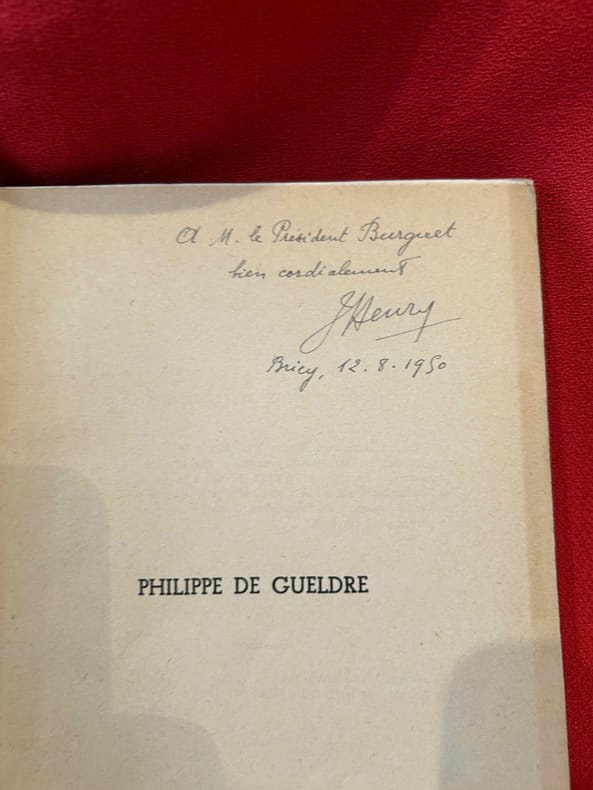 A M. le Président Burguet
bien cordialement
J Henry
Briey, 12.8.1950
PHILIPPE DE GUELDRE